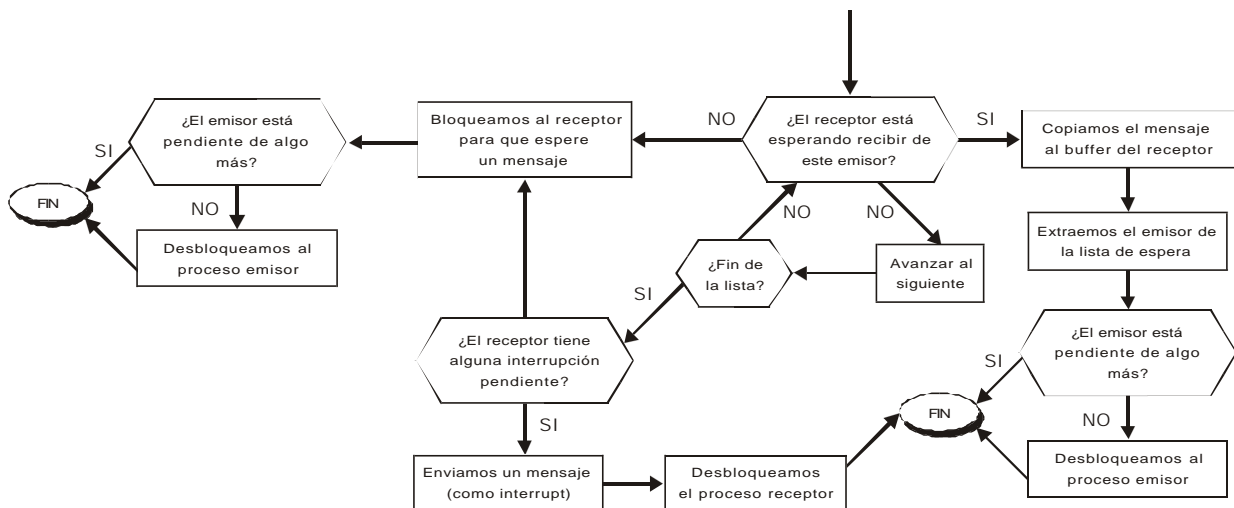 ¿El emisor está
pendiente de algo
más?
SI
NO
FIN
Desbloqueamos al
proceso emisor
Bloqueamos al receptor
para que espere
un mensaje
NO
¿El receptor está
esperando recibir de
este emisor?
SI
NO
NO
¿Fin de
la lista?
Avanzar al
siguiente
SI
¿El receptor tiene
alguna interrupción
pendiente?
SI
Enviamos un mensaje
(como interrupt)
Desbloqueamos
el proceso receptor
Copiamos el mensaje
al buffer del receptor
Extraemos el emisor de
la lista de espera
¿El emisor está
pendiente de algo
más?
SI
NO
FIN
Desbloqueamos al
proceso emisor